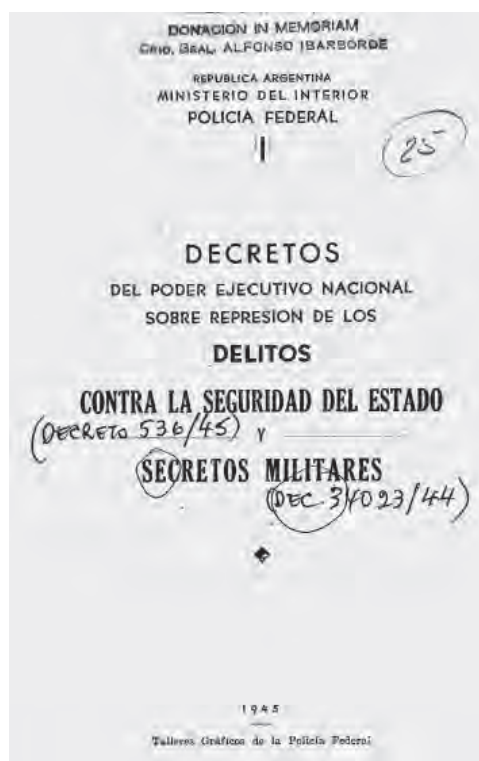 DONACION IN MEMORIAM
Crio. Gral. ALFONSO IBARBORDE
REPUBLICA ARGENTINA
MINISTERIO DEL INTERIOR
POLICIA FEDERAL
25
DECRETOS
DEL PODER EJECUTIVO NACIONAL
SOBRE REPRESION DE LOS
DELITOS
CONTRA LA SEGURIDAD DEL ESTADO
(DECRETO 536/45) Y
SECRETOS MILITARES
(DEC 34023/44)
1945
Talleres Gráficos de la Policía Federal